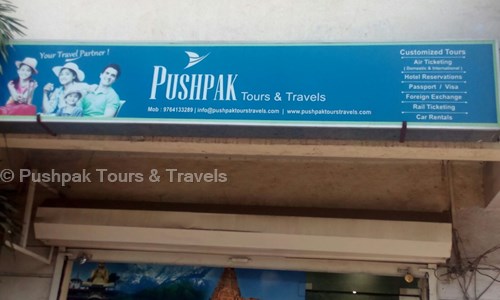 Your Travel Partner !
PUSHPAK Tours & Travels
Mob : 9764133289 | info@pushpaktourstravels.com | www.pushpaktourstravels.com
Customized Tours
Air Ticketing
( Domestic & International )
Hotel Reservations
Passport / Visa
Foreign Exchange
Rail Ticketing
Car Rentals
© Pushpak Tours & Travels